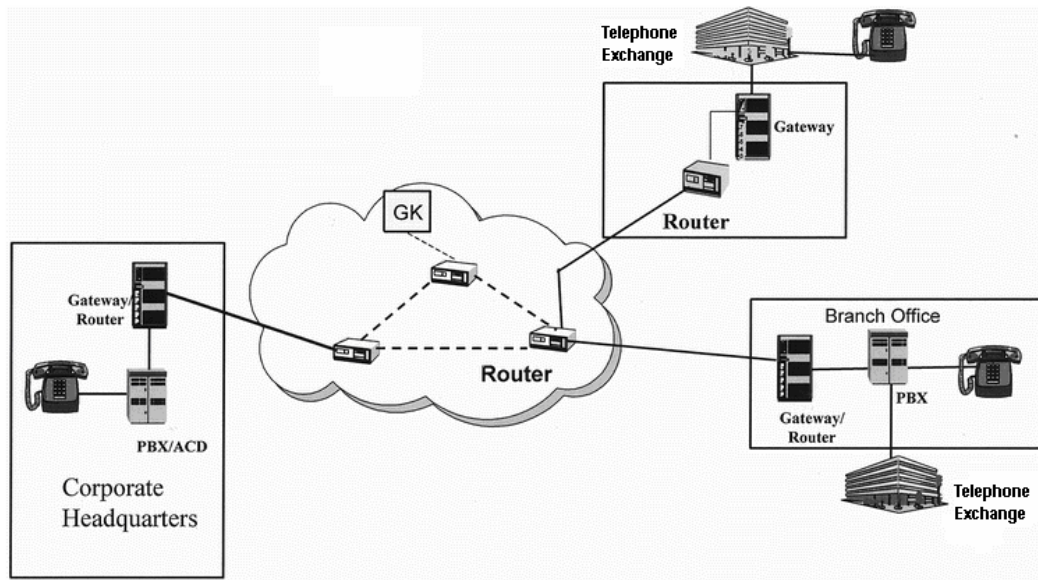 Telephone
Exchange
Gateway
Router
GK
Gateway/
Router
PBX/ACD
Corporate
Headquarters
Router
Branch Office
PBX
Gateway/
Router
Telephone
Exchange